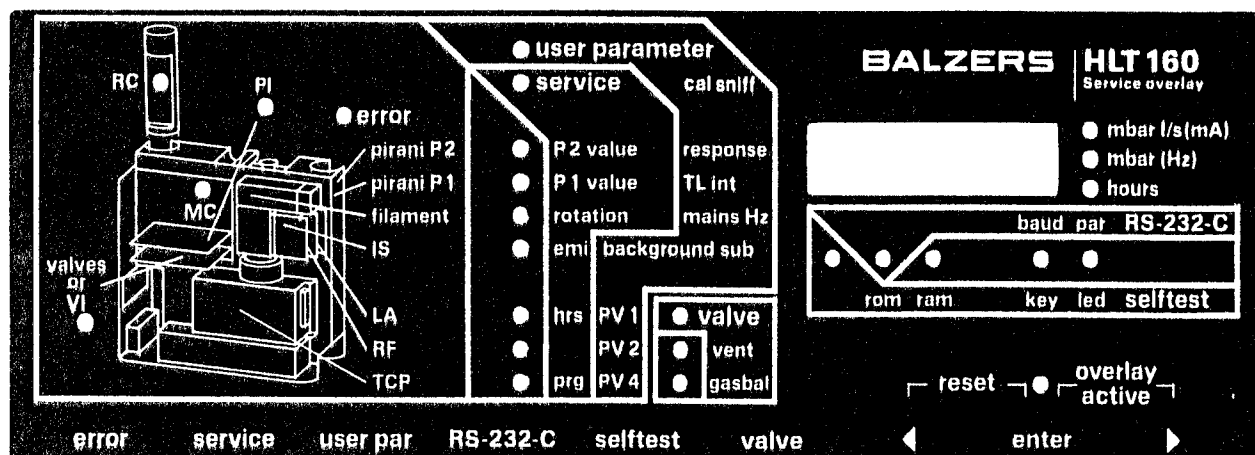 user parameter
BALZERS HLT 160
Service overlay
RC
PI
service cal sniff
error
mbar l/s(mA)
pirani P2 P2 value response
mbar (Hz)
pirani P1 P1 value TL int
hours
MC
filament rotation mains Hz
baud par RS-232-C
IS emi background sub
valves
or
VI
rom ram key led selftest
LA hrs PV 1 valve
RF PV 2 vent
TCP prg PV 4 gasbal
reset overlay
active
error service user par RS-232-C selftest valve enter